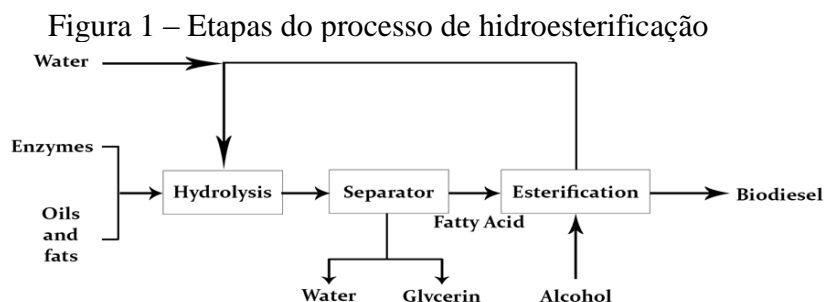 Figura 1 – Etapas do processo de hidroesterificação
Water
Enzymes
Oils
and
fats
Hydrolysis
Separator
Fatty Acid
Esterification
Biodiesel
Water
Glycerin
Alcohol